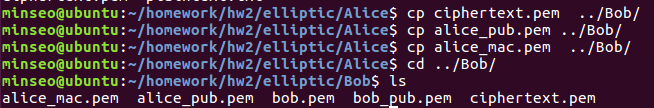 minseo@ubuntu:~/homework/hw2/elliptic/Alice$ cp ciphertext.pem  ../Bob/
minseo@ubuntu:~/homework/hw2/elliptic/Alice$ cp alice_pub.pem ../Bob/
minseo@ubuntu:~/homework/hw2/elliptic/Alice$ cp alice_mac.pem  ../Bob/
minseo@ubuntu:~/homework/hw2/elliptic/Alice$ cd ../Bob/
minseo@ubuntu:~/homework/hw2/elliptic/Bob$ ls
alice_mac.pem  alice_pub.pem  bob.pem  bob_pub.pem  ciphertext.pem